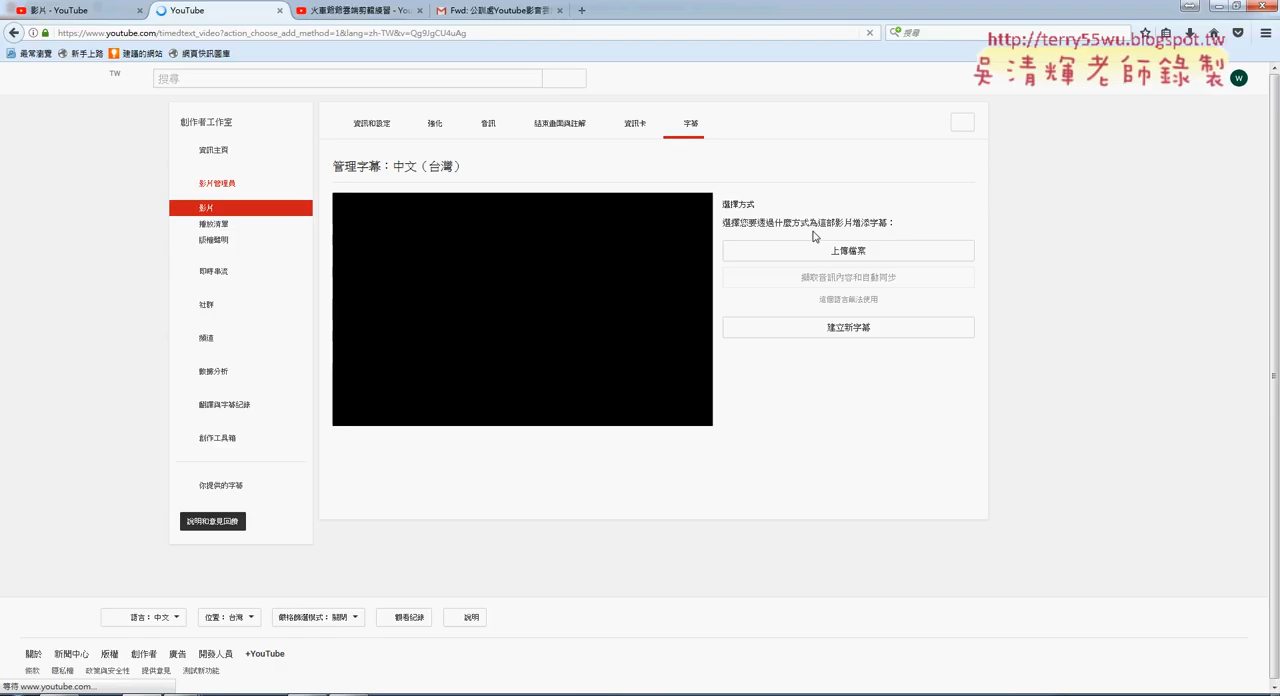 影片 - YouTube
YouTube
火車爺爺雲端剪輯練習 - You...
Fwd: 公訓處Youtube影音雲...
https://www.youtube.com/timedtext_video?action_choose_add_method=1&lang=zh-TW&v=Qg9JgCU4uAg
搜尋
http://terry55wu.blogspot.tw
最常瀏覽
新手上路
建議的網站
網頁快訊圖庫
吳清輝老師錄製
TW
搜尋
W
創作者工作室
資訊主頁
影片管理員
影片
播放清單
版權聲明
即時串流
社群
頻道
數據分析
翻譯與字幕紀錄
創作工具箱
你提供的字幕
說明和意見回饋
資訊和設定
強化
音訊
結束畫面與註解
資訊卡
字幕
管理字幕：中文（台灣）
選擇方式
選擇您要透過什麼方式為這部影片增添字幕：
上傳檔案
擷取音訊內容和自動同步
這個語言無法使用
建立新字幕
語言： 中文
位置： 台灣
嚴格篩選模式： 關閉
觀看紀錄
說明
關於
新聞中心
版權
創作者
廣告
開發人員
+YouTube
條款
隱私權
政策與安全性
提供意見
測試新功能
等待 www.youtube.com...